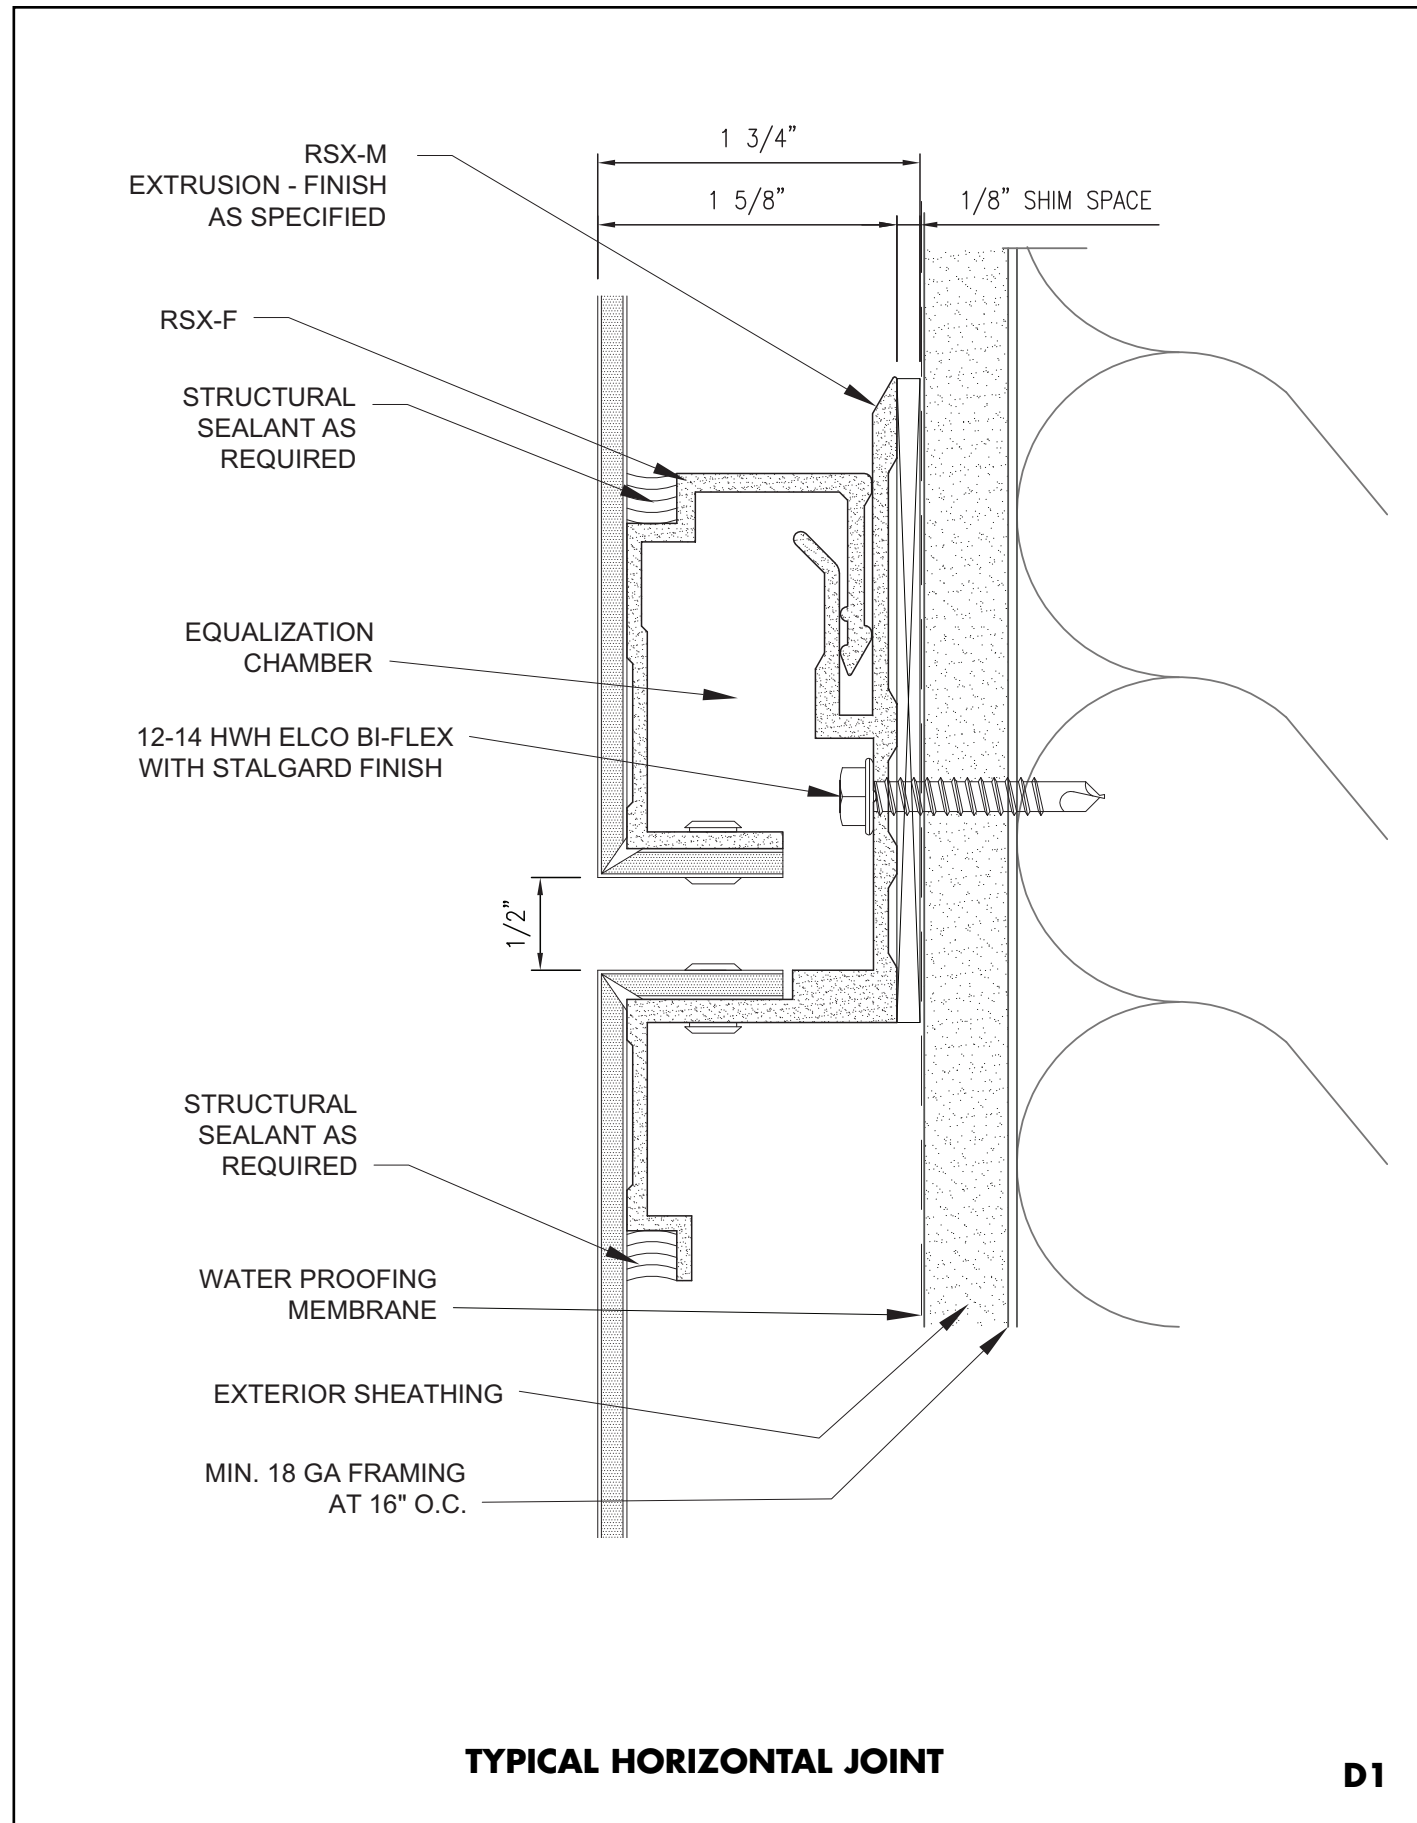 1 3/4”
RSX-M
EXTRUSION - FINISH
AS SPECIFIED
1 5/8”
1/8” SHIM SPACE
RSX-F
STRUCTURAL
SEALANT AS
REQUIRED
EQUALIZATION
CHAMBER
12-14 HWH ELCO BI-FLEX
WITH STALGARD FINISH
1/2”
STRUCTURAL
SEALANT AS
REQUIRED
WATER PROOFING
MEMBRANE
EXTERIOR SHEATHING
MIN. 18 GA FRAMING
AT 16" O.C.
TYPICAL HORIZONTAL JOINT
D1